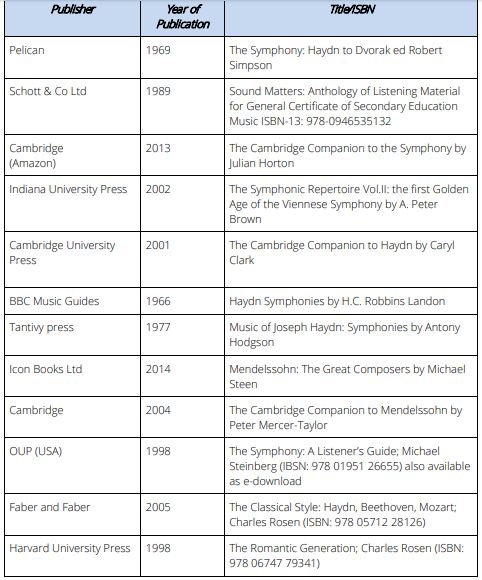 Publisher Year of Publication Title/ISBN
Pelican 1969 The Symphony: Haydn to Dvorak ed Robert
Simpson
Schott & Co Ltd 1989 Sound Matters: Anthology of Listening Material
for General Certificate of Secondary Education
Music ISBN-13: 978-0946535132
Cambridge 2013 The Cambridge Companion to the Symphony by
(Amazon) Julian Horton
Indiana University Press 2002 The Symphonic Repertoire Vol.II: the first Golden
Age of the Viennese Symphony by A. Peter
Brown
Cambridge University 2001 The Cambridge Companion to Haydn by Caryl
Press Clark
BBC Music Guides 1966 Haydn Symphonies by H.C. Robbins Landon
Tantivy press 1977 Music of Joseph Haydn: Symphonies by Antony
Hodgson
Icon Books Ltd 2014 Mendelssohn: The Great Composers by Michael
Steen
Cambridge 2004 The Cambridge Companion to Mendelssohn by
Peter Mercer-Taylor
OUP (USA) 1998 The Symphony: A Listener's Guide; Michael
Steinberg (IBSN: 978 01951 26655) also available
as e-download
Faber and Faber 2005 The Classical Style: Haydn, Beethoven, Mozart;
Charles Rosen (ISBN: 978 05712 28126)
Harvard University Press 1998 The Romantic Generation; Charles Rosen (ISBN:
978 06747 79341)